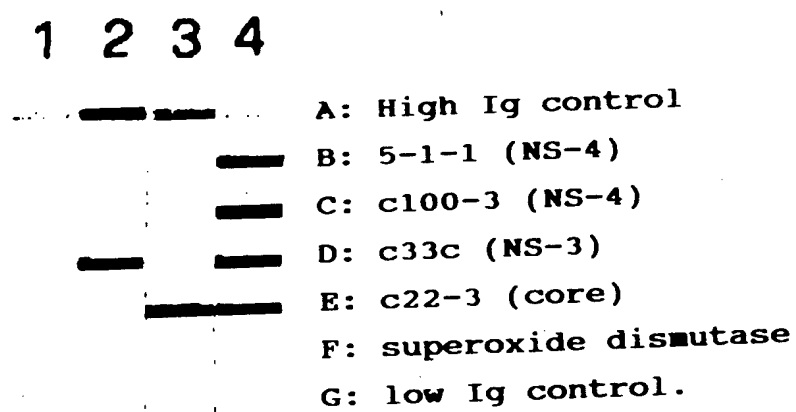 1 2 3 4
A: High Ig control
B: 5-1-1 (NS-4)
C: c100-3 (NS-4)
D: c33c (NS-3)
E: c22-3 (core)
F: superoxide dismutase
G: low Ig control.